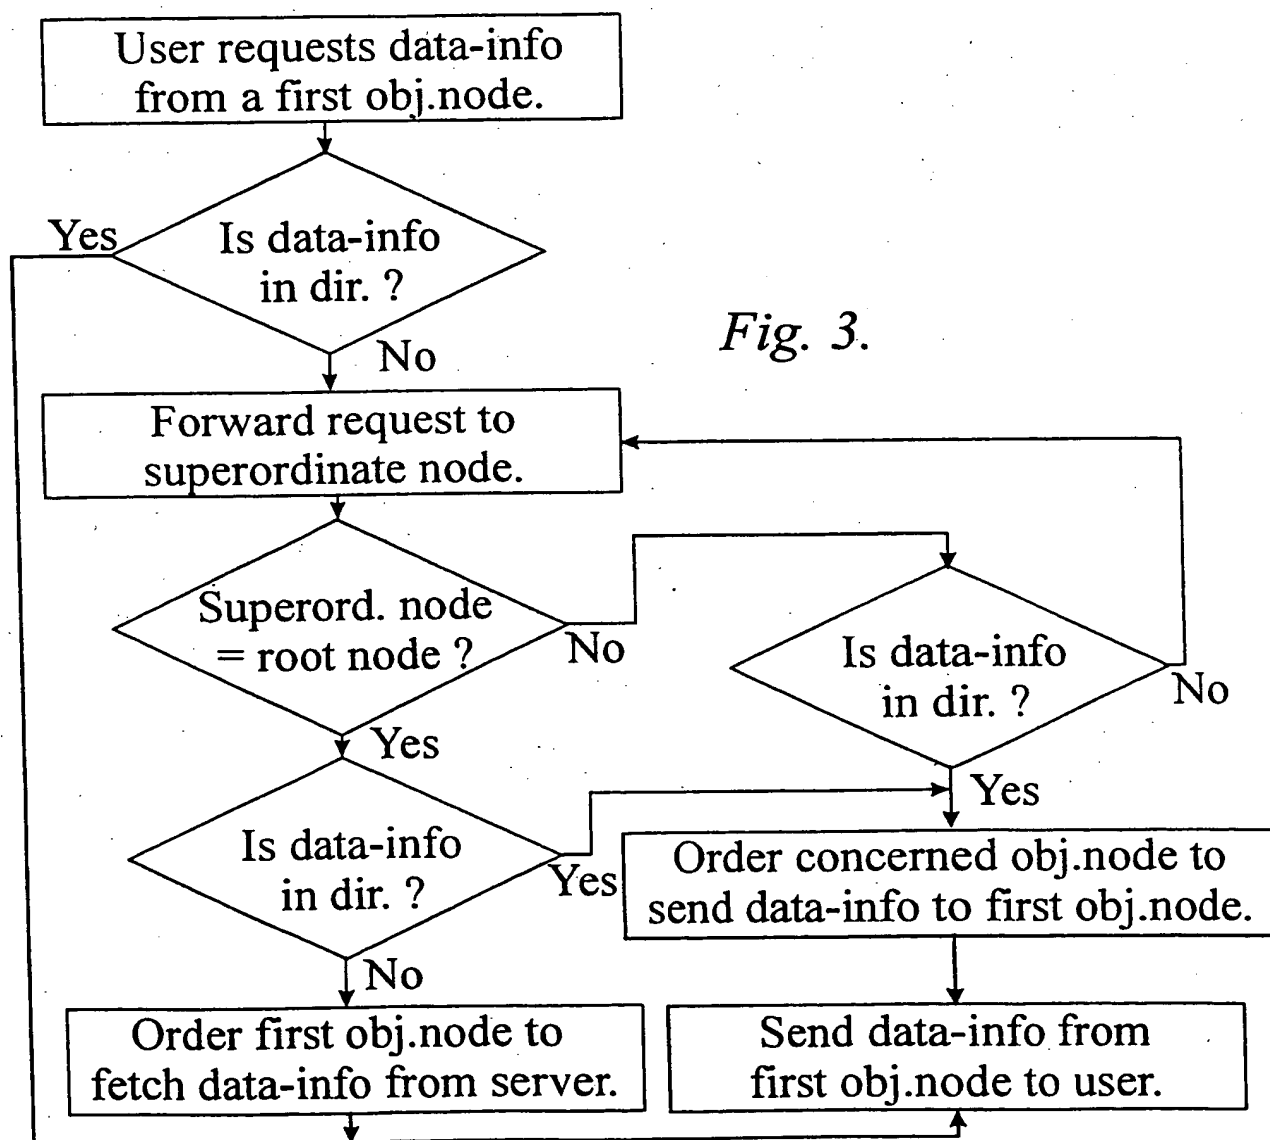 User requests data-info
from a first obj.node.
Yes
Is data-info
in dir. ?
No
Fig. 3.
Forward request to
superordinate node.
Superord. node
= root node ?
No
Is data-info
in dir. ?
No
Yes
Yes
Is data-info
in dir. ?
Yes
Order concerned obj.node to
send data-info to first obj.node.
No
Order first obj.node to
fetch data-info from server.
Send data-info from
first obj.node to user.